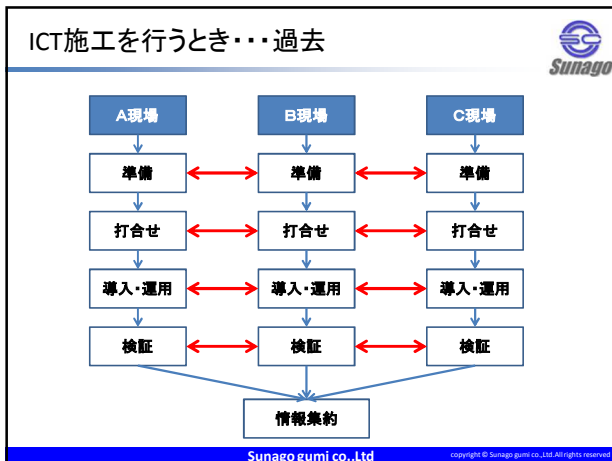 ICT施工を行うとき・・・過去
Sunago
A現場 B現場 C現場
準備 準備 準備
打合せ 打合せ 打合せ
導入・運用 導入・運用 導入・運用
検証 検証 検証
情報集約
Sunago gumi co.,Ltd
copyright © Sunago gumi co.,Ltd.All rights reserved